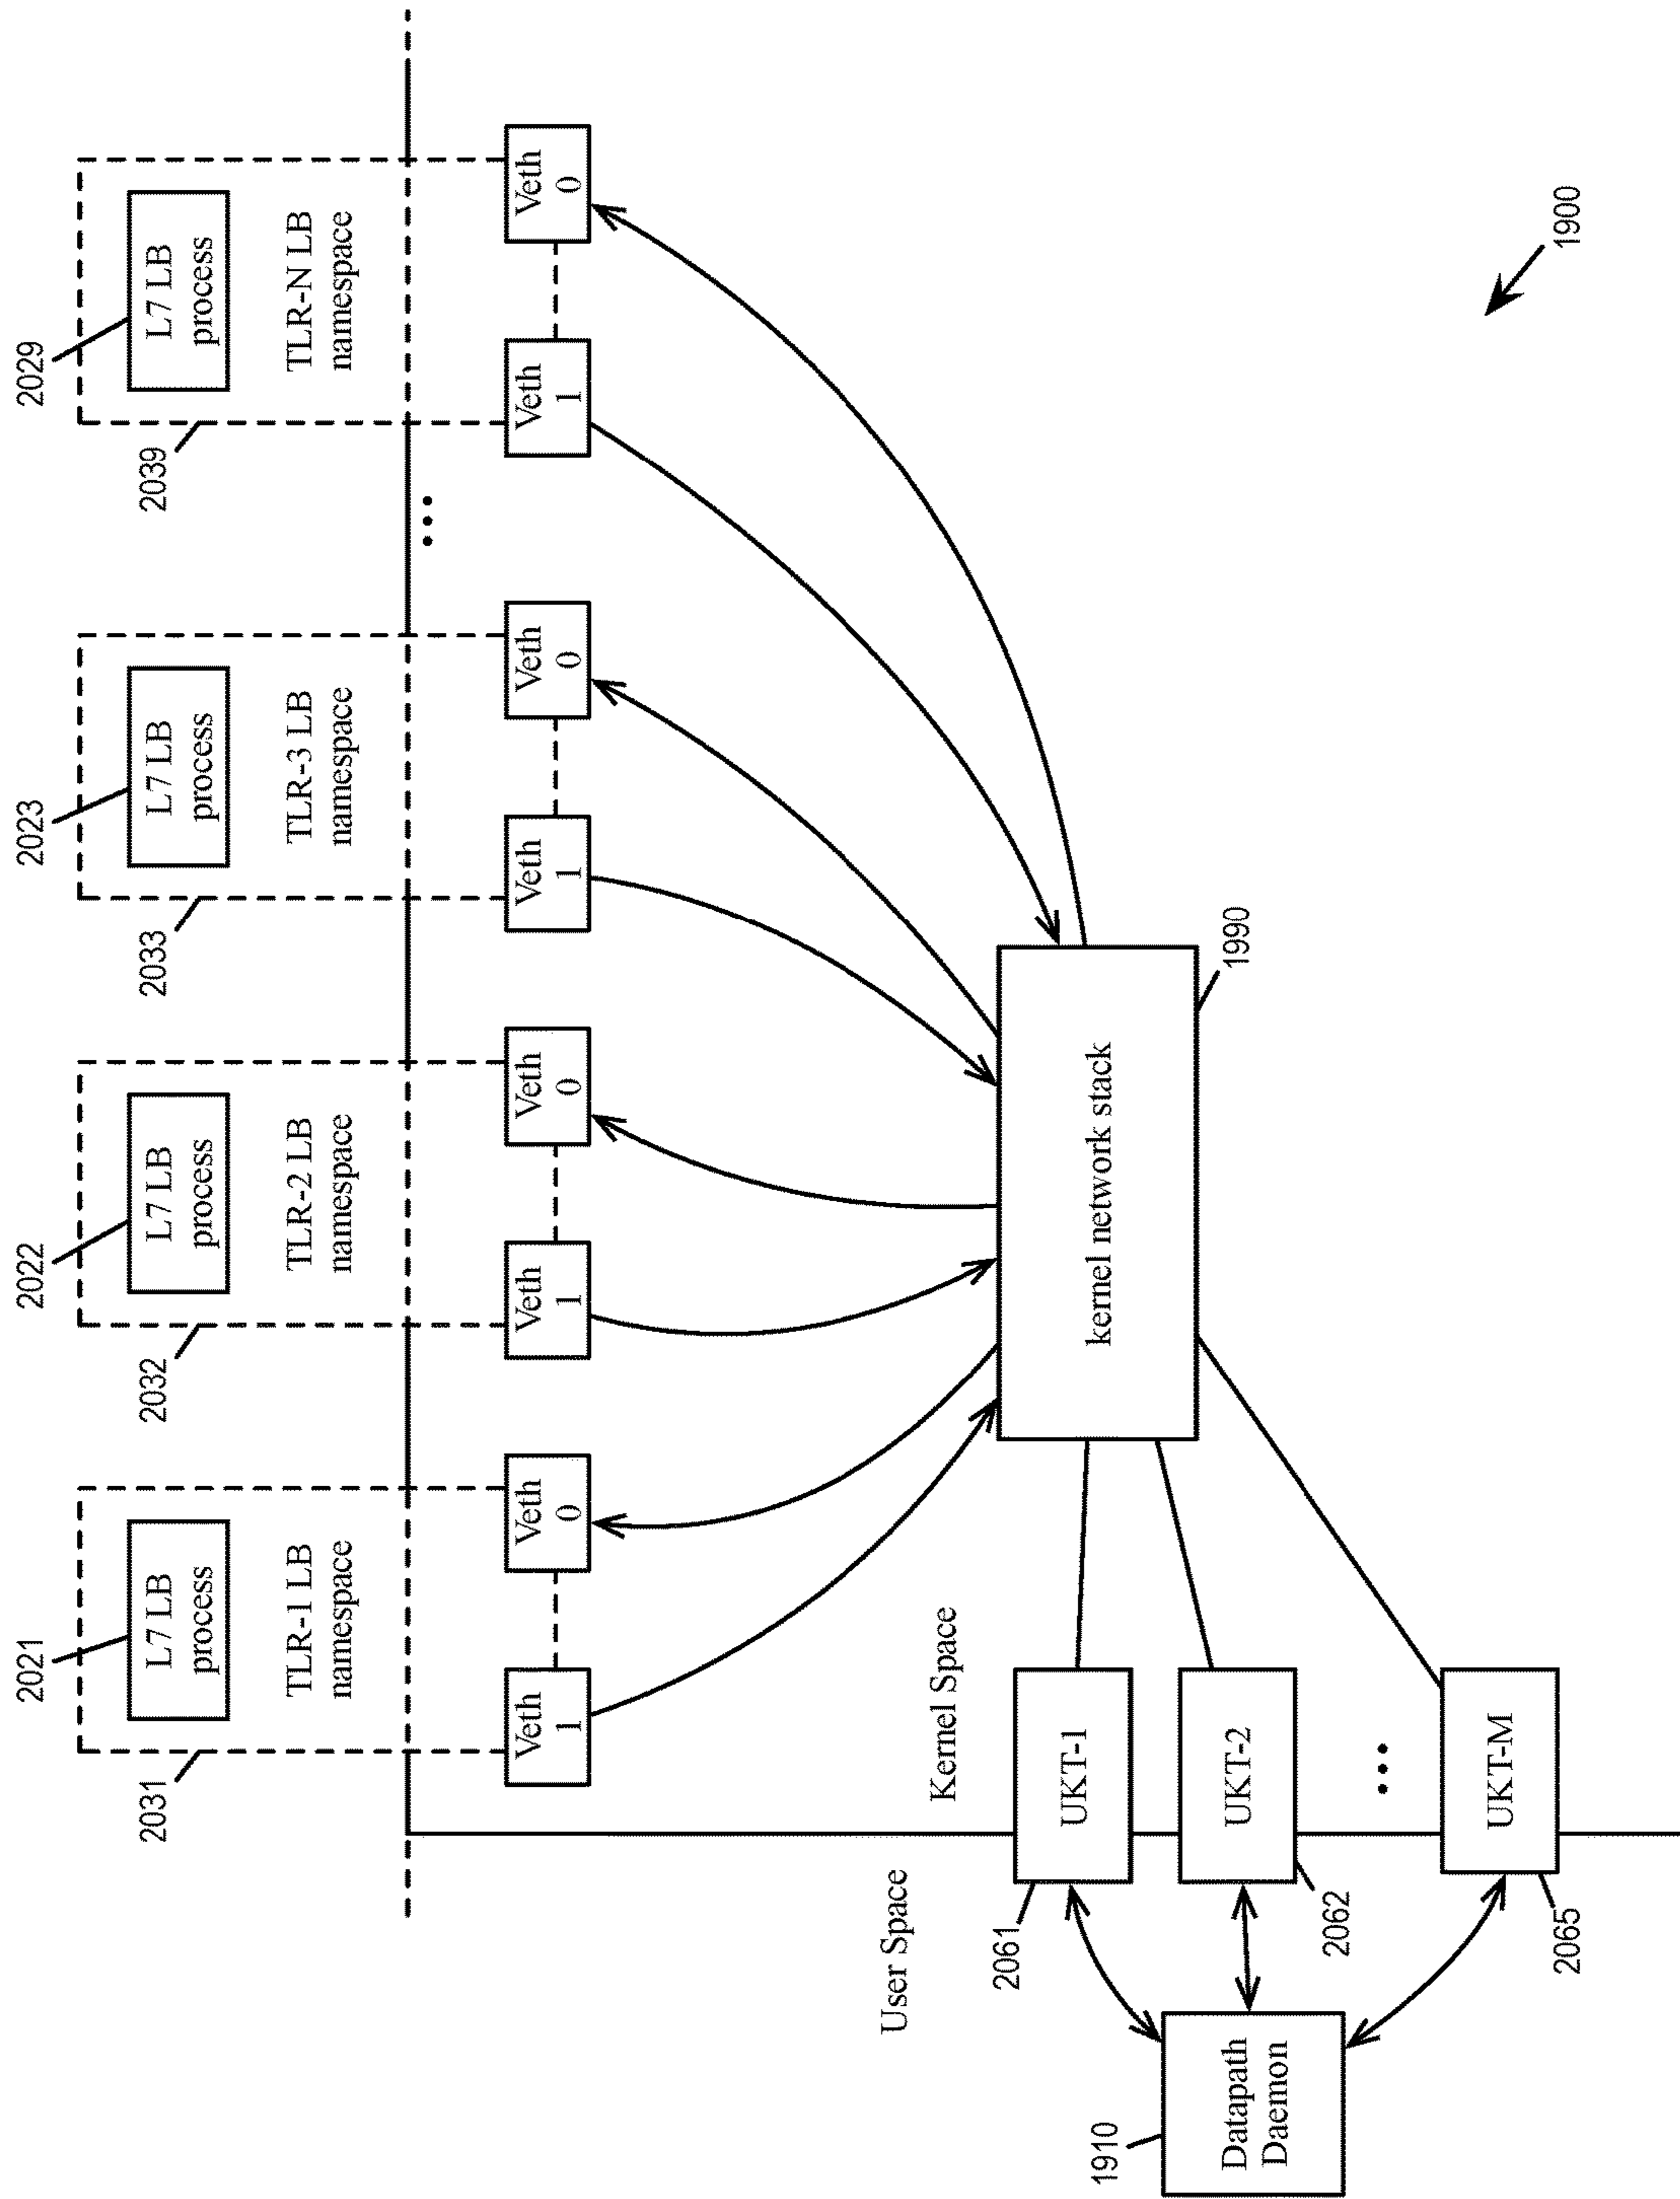 2021
2022
2023
2029
L7 LB
process
L7 LB
process
L7 LB
process
L7 LB
process
2031
2032
2033
2039
TLR-1 LB
namespace
TLR-2 LB
namespace
TLR-3 LB
namespace
TLR-N LB
namespace
...
Veth
1
Veth
0
Veth
1
Veth
0
Veth
1
Veth
0
Veth
1
Veth
0
User Space
Kernel Space
2061
UKT-1
kernel network stack
1990
1910
Datapath
Daemon
UKT-2
2062
...
UKT-M
2065
1900